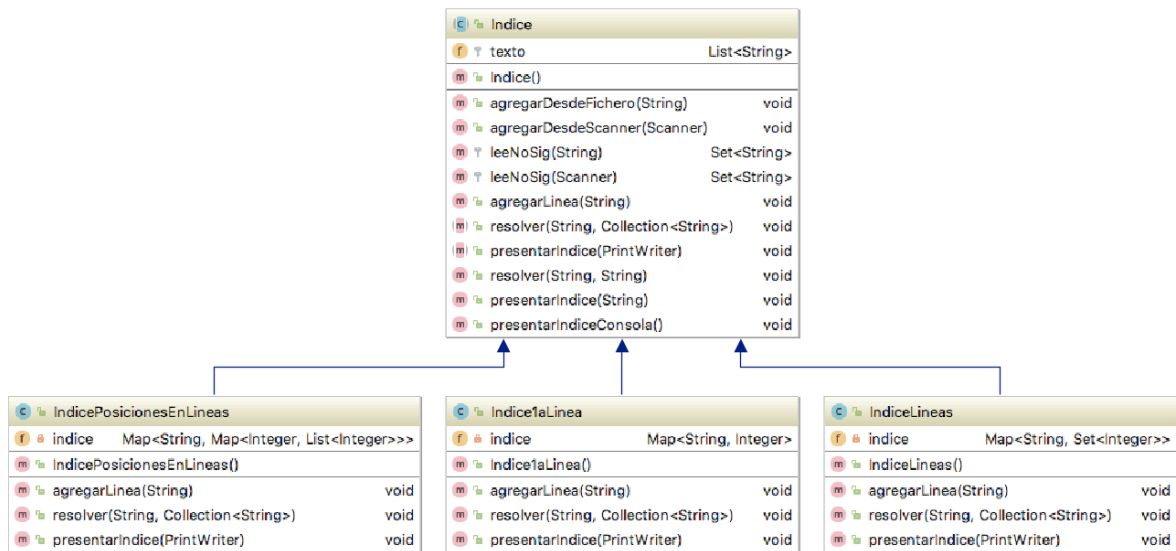 Indice
texto List<String>
Indice()
agregarDesdeFichero(String) void
agregarDesdeScanner(Scanner) void
leeNoSig(String) Set<String>
leeNoSig(Scanner) Set<String>
agregarLinea(String) void
resolver(String, Collection<String>) void
presentarIndice(PrintWriter) void
resolver(String, String) void
presentarIndice(String) void
presentarIndiceConsola() void
IndicePosicionesEnLineas
indice Map<String, Map<Integer, List<Integer>>>
IndicePosicionesEnLineas()
agregarLinea(String) void
resolver(String, Collection<String>) void
presentarIndice(PrintWriter) void
Indice1aLinea
indice Map<String, Integer>
Indice1aLinea()
agregarLinea(String) void
resolver(String, Collection<String>) void
presentarIndice(PrintWriter) void
IndiceLineas
indice Map<String, Set<Integer>>
IndiceLineas()
agregarLinea(String) void
resolver(String, Collection<String>) void
presentarIndice(PrintWriter) void